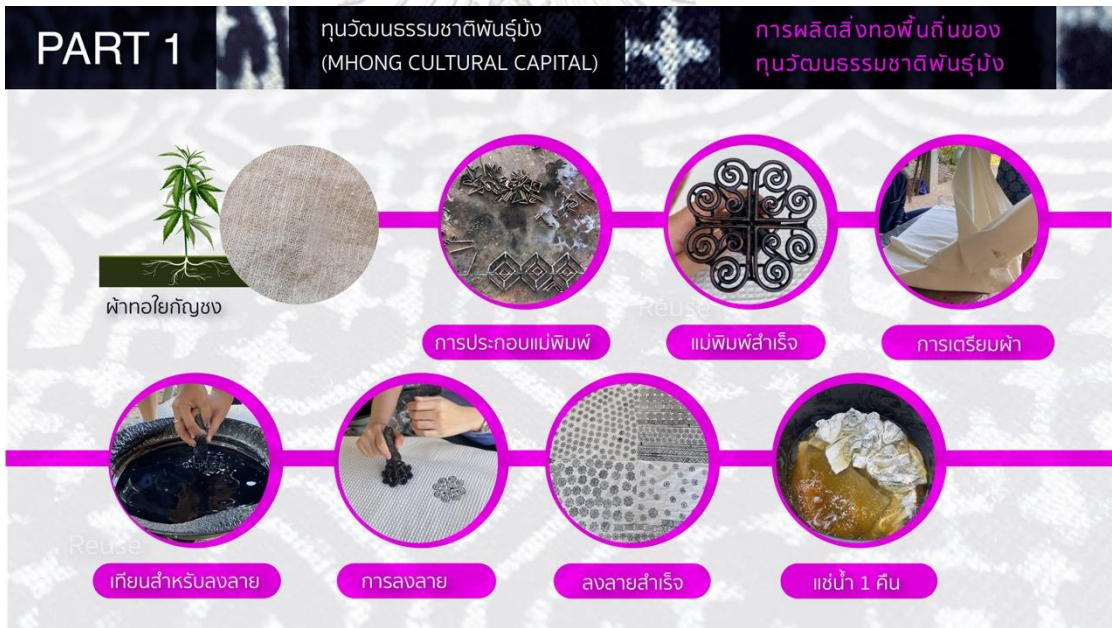 PART 1
ทุนวัฒนธรรมชาติพันธุ์ม้ง
(MHONG CULTURAL CAPITAL)
การผลิตสิ่งทอพื้นถิ่นของ
ทุนวัฒนธรรมชาติพันธุ์ม้ง
ผ้าทอใยกัญชง
Reuse
การประกอบแม่พิมพ์
แม่พิมพ์สำเร็จ
การเตรียมผ้า
Reuse
เทียนสำหรับลงลาย
การลงลาย
ลงลายสำเร็จ
แช่น้ำ 1 คืน